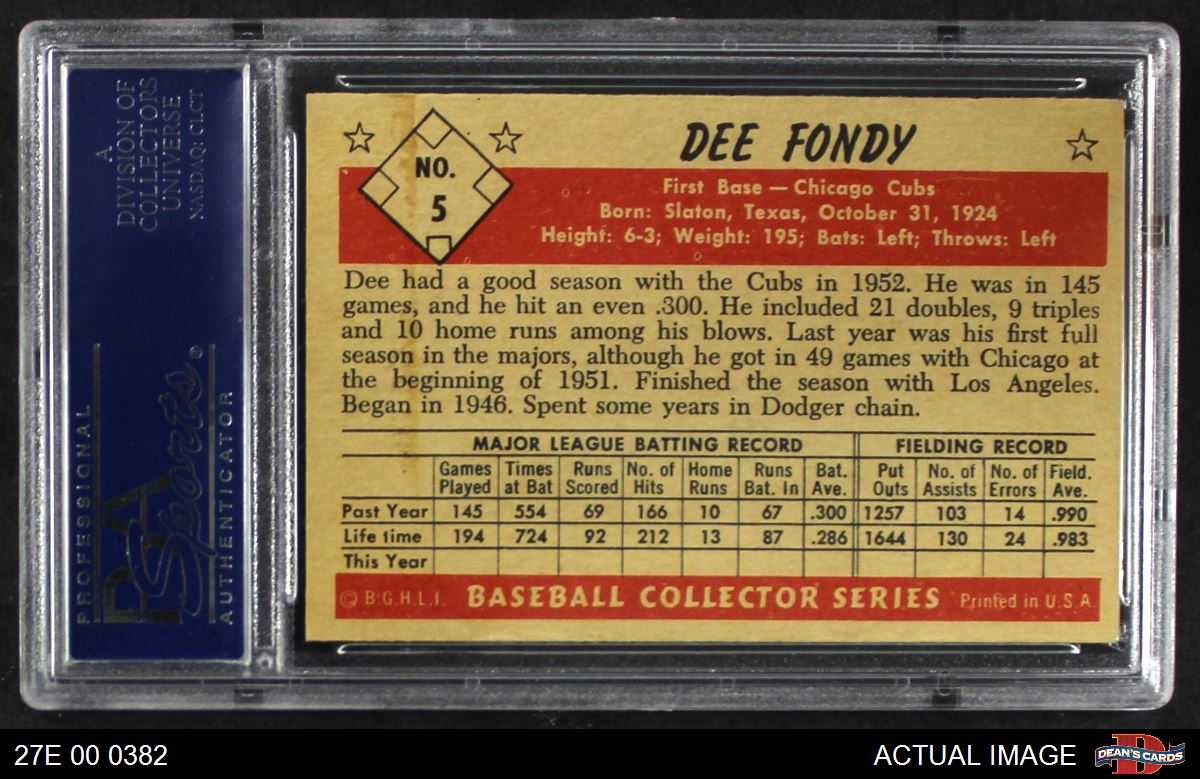 A
DIVISION OF
COLLECTORS
UNIVERSE
NASDAQ: CLCT
PROFESSIONAL
PSA
Sports®
AUTHENTICATOR
NO.
5
DEE FONDY
First Base — Chicago Cubs
Born: Slaton, Texas, October 31, 1924
Height: 6-3; Weight: 195; Bats: Left; Throws: Left
Dee had a good season with the Cubs in 1952. He was in 145
games, and he hit an even .300. He included 21 doubles, 9 triples
and 10 home runs among his blows. Last year was his first full
season in the majors, although he got in 49 games with Chicago at
the beginning of 1951. Finished the season with Los Angeles.
Began in 1946. Spent some years in Dodger chain.
MAJOR LEAGUE BATTING RECORD FIELDING RECORD
Games Times Runs No. of Home Runs Bat. Put No. of No. of Field.
Played at Bat Scored Hits Runs Bat. In Ave. Outs Assists Errors Ave.
Past Year 145 554 69 166 10 67 .300 1257 103 14 .990
Life time 194 724 92 212 13 87 .286 1644 130 24 .983
This Year
© B.G.H.L.I. BASEBALL COLLECTOR SERIES Printed in U.S.A.
27E 00 0382
ACTUAL IMAGE
D
DEAN'S CARDS